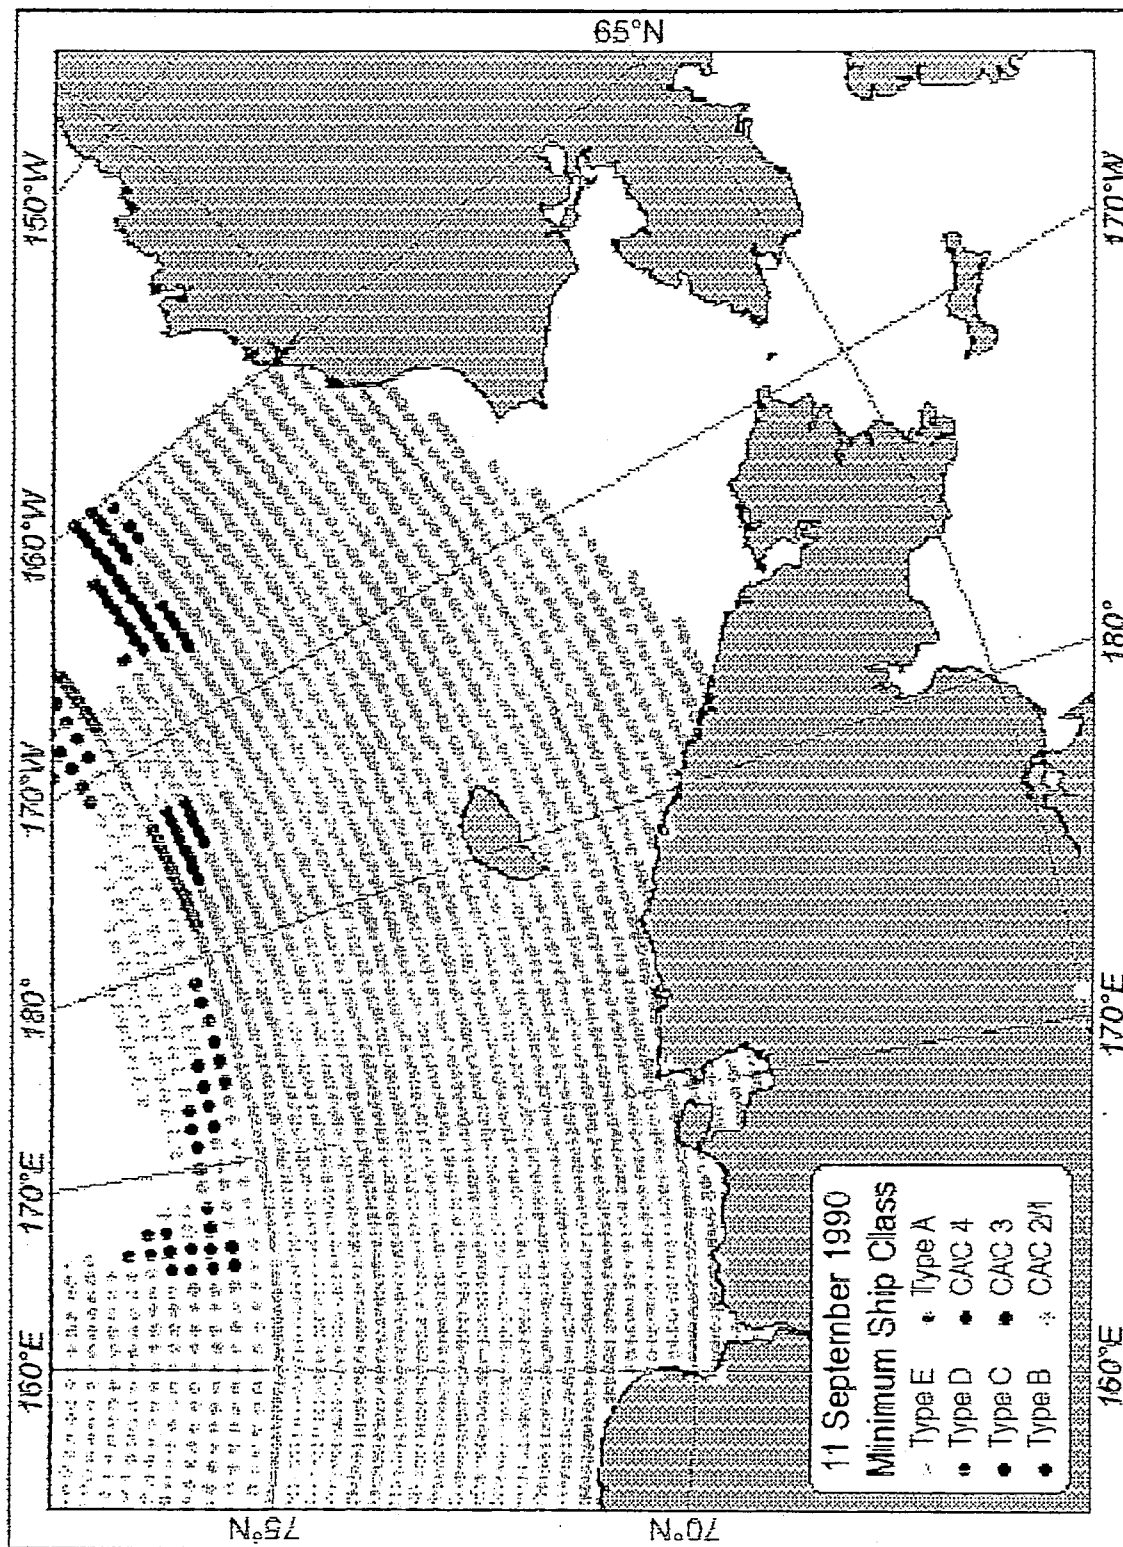 160°E 170°E 180° 170°W 160°W 150°W
75°N
70°N
65°N
11 September 1990
Minimum Ship Class
Type E Type A
Type D CAC 4
Type C CAC 3
Type B CAC 2/1
160°E 170°E 180° 170°W